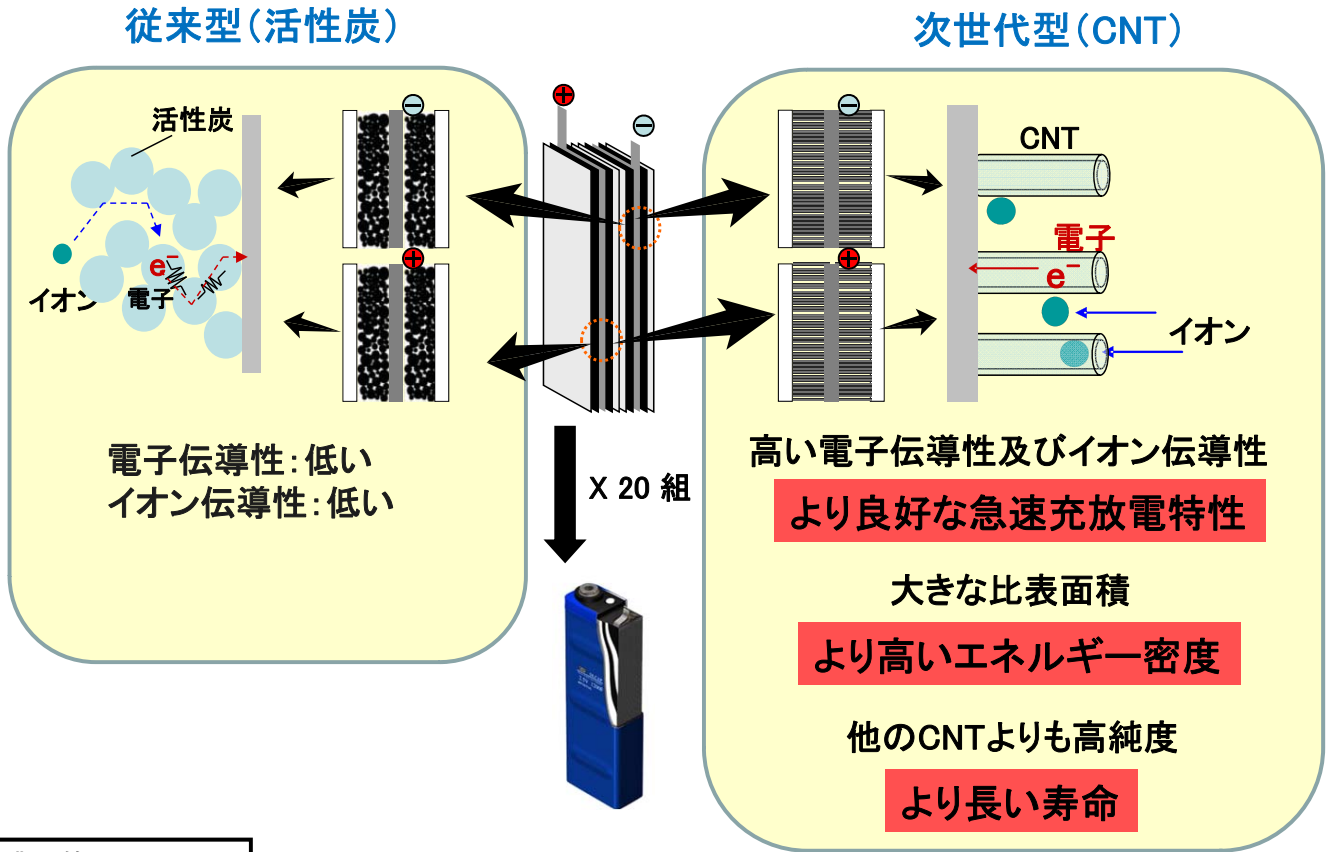 従来型（活性炭）
活性炭
イオン
e⁻
電子
電子伝導性：低い
イオン伝導性：低い
X 20 組
次世代型（CNT）
CNT
電子
e⁻
イオン
高い電子伝導性及びイオン伝導性
より良好な急速充放電特性
大きな比表面積
より高いエネルギー密度
他のCNTよりも高純度
より長い寿命